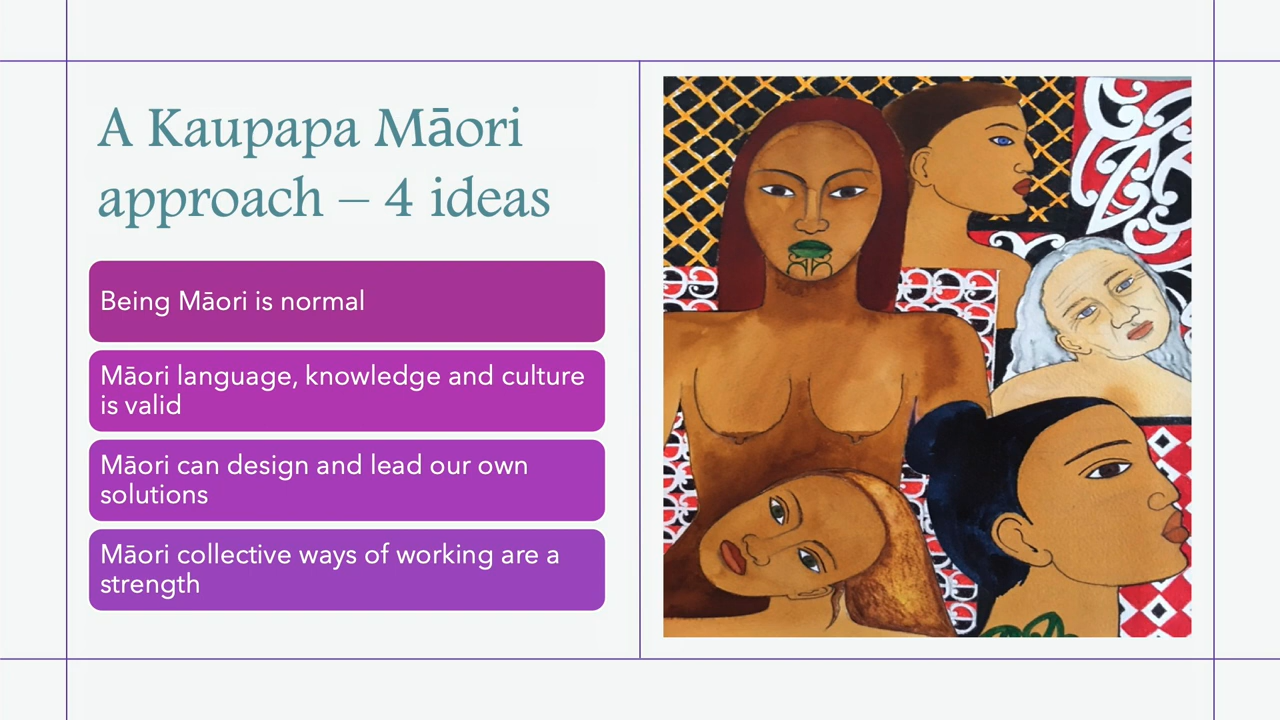 A Kaupapa Māori
approach – 4 ideas
Being Māori is normal
Māori language, knowledge and culture
is valid
Māori can design and lead our own
solutions
Māori collective ways of working are a
strength